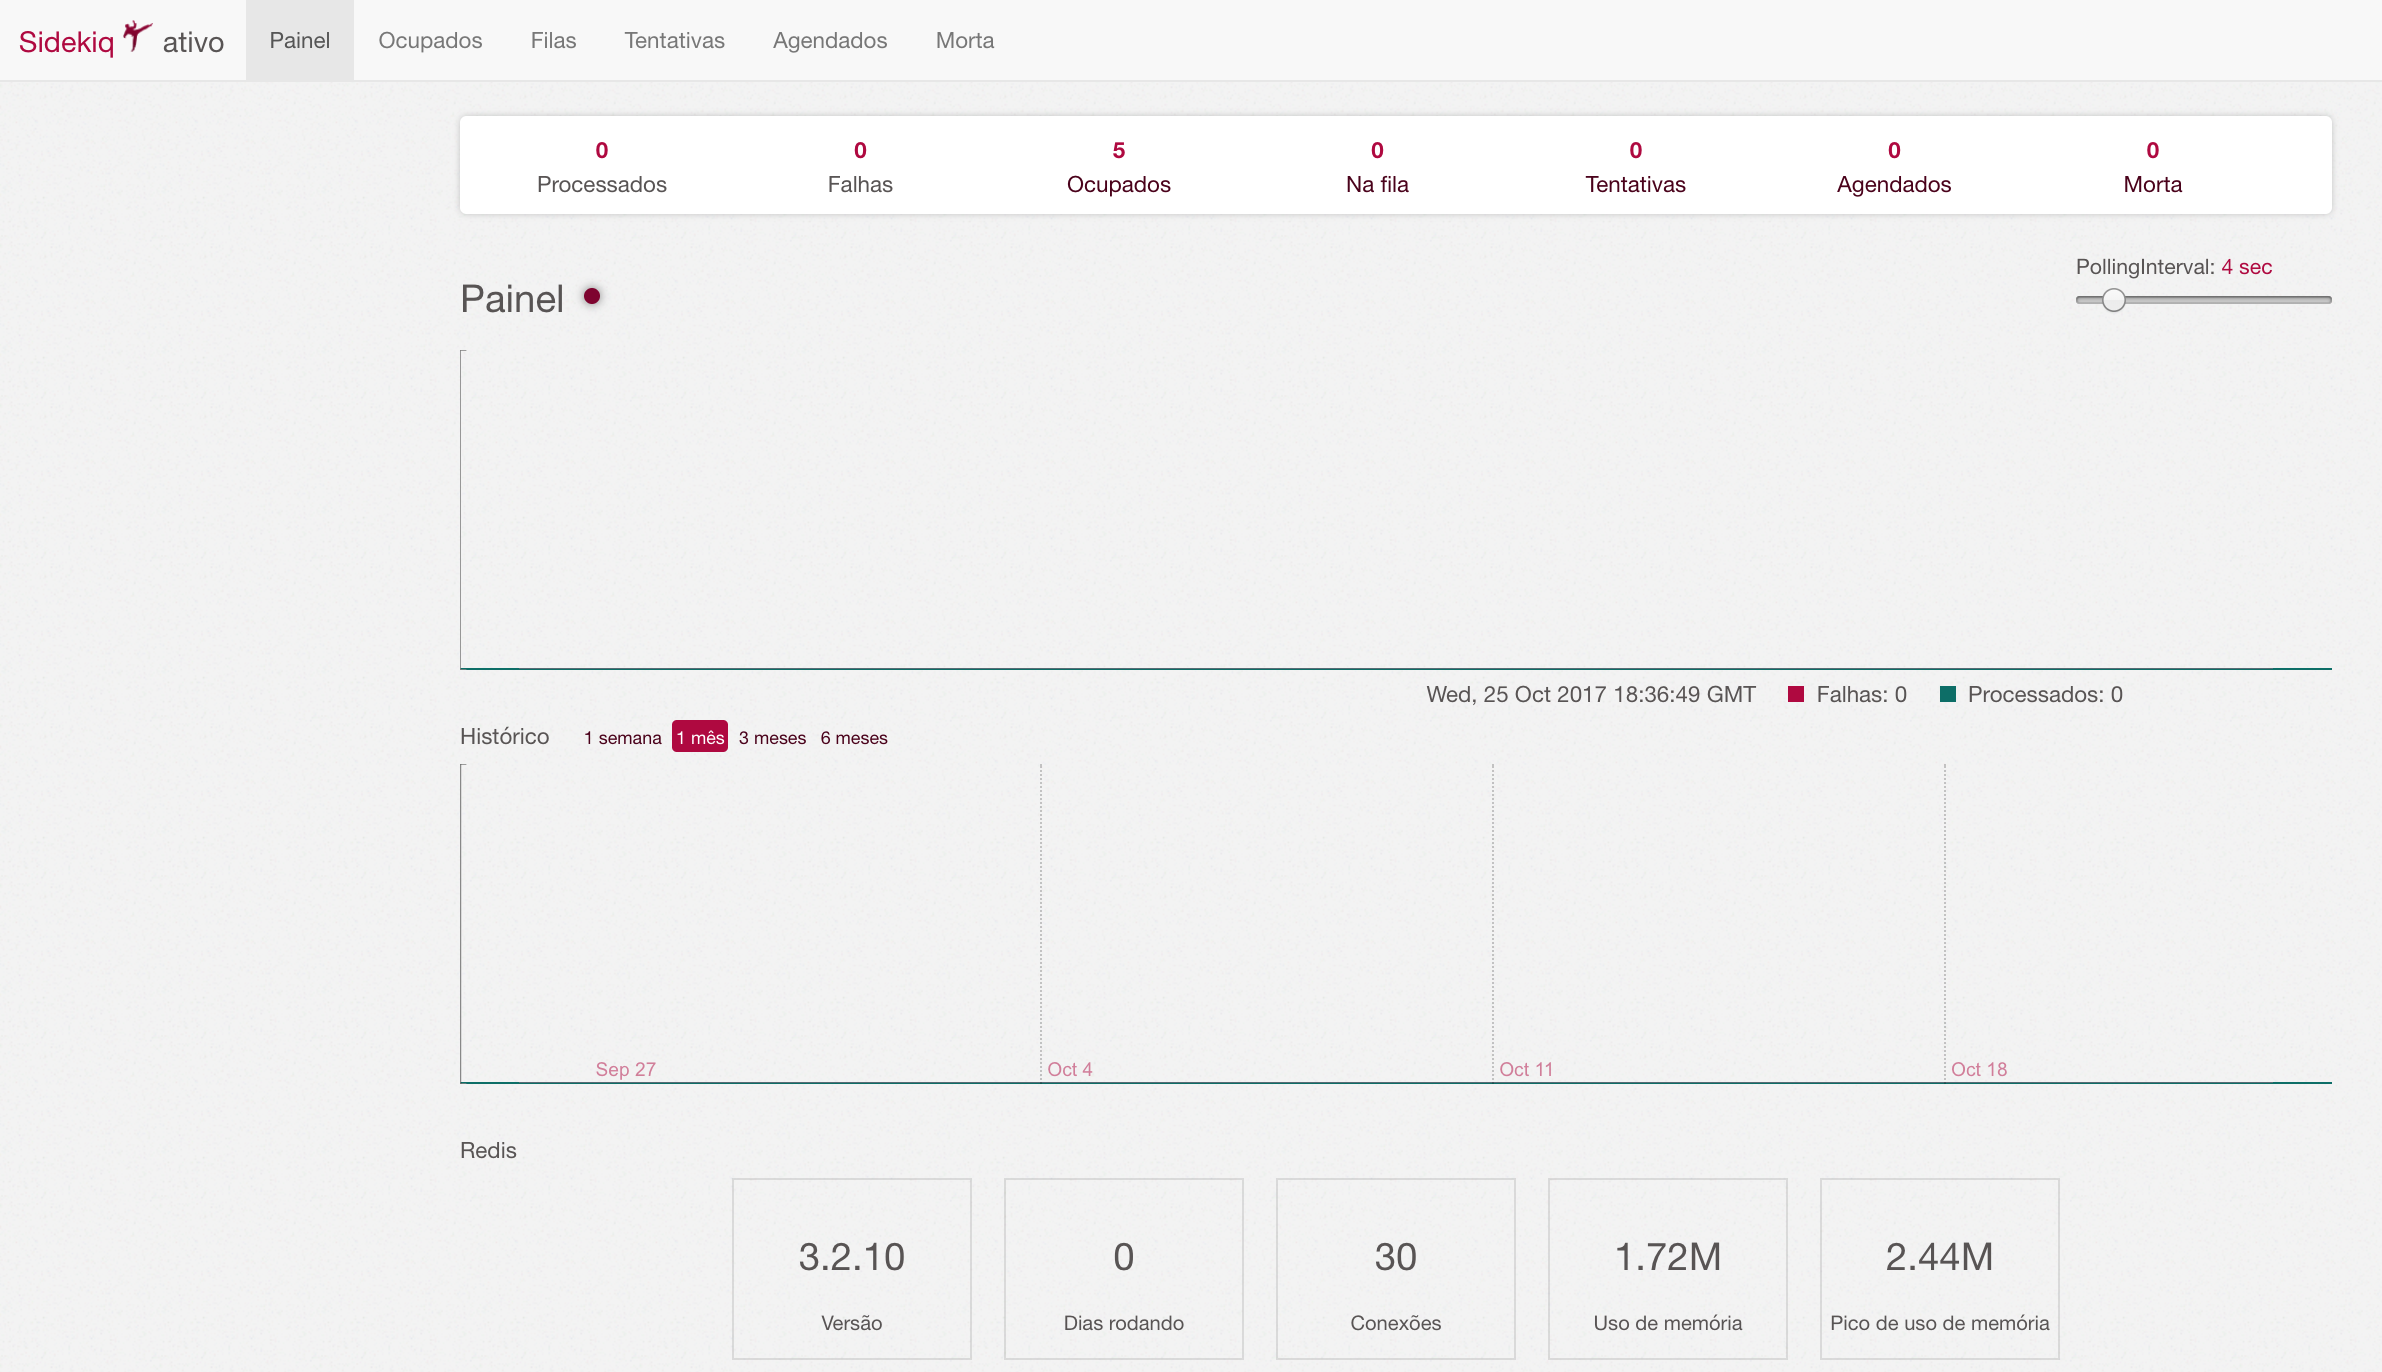 Sidekiq ativo Painel Ocupados Filas Tentativas Agendados Morta
0 0 5 0 0 0 0
Processados Falhas Ocupados Na fila Tentativas Agendados Morta
PollingInterval: 4 sec
Painel
Wed, 25 Oct 2017 18:36:49 GMT Falhas: 0 Processados: 0
Histórico 1 semana 1 mês 3 meses 6 meses
Sep 27 Oct 4 Oct 11 Oct 18
Redis
3.2.10 0 30 1.72M 2.44M
Versão Dias rodando Conexões Uso de memória Pico de uso de memória